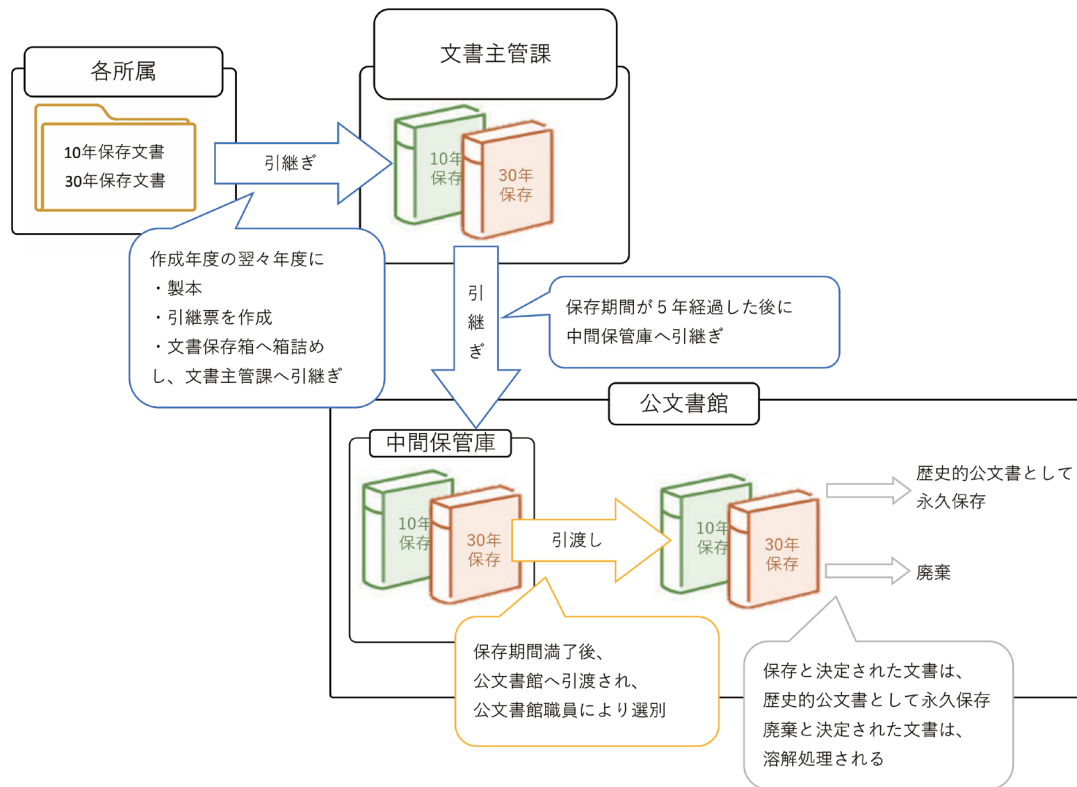 各所属
10年保存文書
30年保存文書
引継ぎ
文書主管課
10年
保存
30年
保存
作成年度の翌々年度に
・製本
・引継票を作成
・文書保存箱へ箱詰め
し、文書主管課へ引継ぎ
引
継
ぎ
保存期間が５年経過した後に
中間保管庫へ引継ぎ
公文書館
中間保管庫
10年
保存
30年
保存
引渡し
10年
保存
30年
保存
歴史的公文書として
永久保存
廃棄
保存期間満了後、
公文書館へ引渡され、
公文書館職員により選別
保存と決定された文書は、
歴史的公文書として永久保存
廃棄と決定された文書は、
溶解処理される